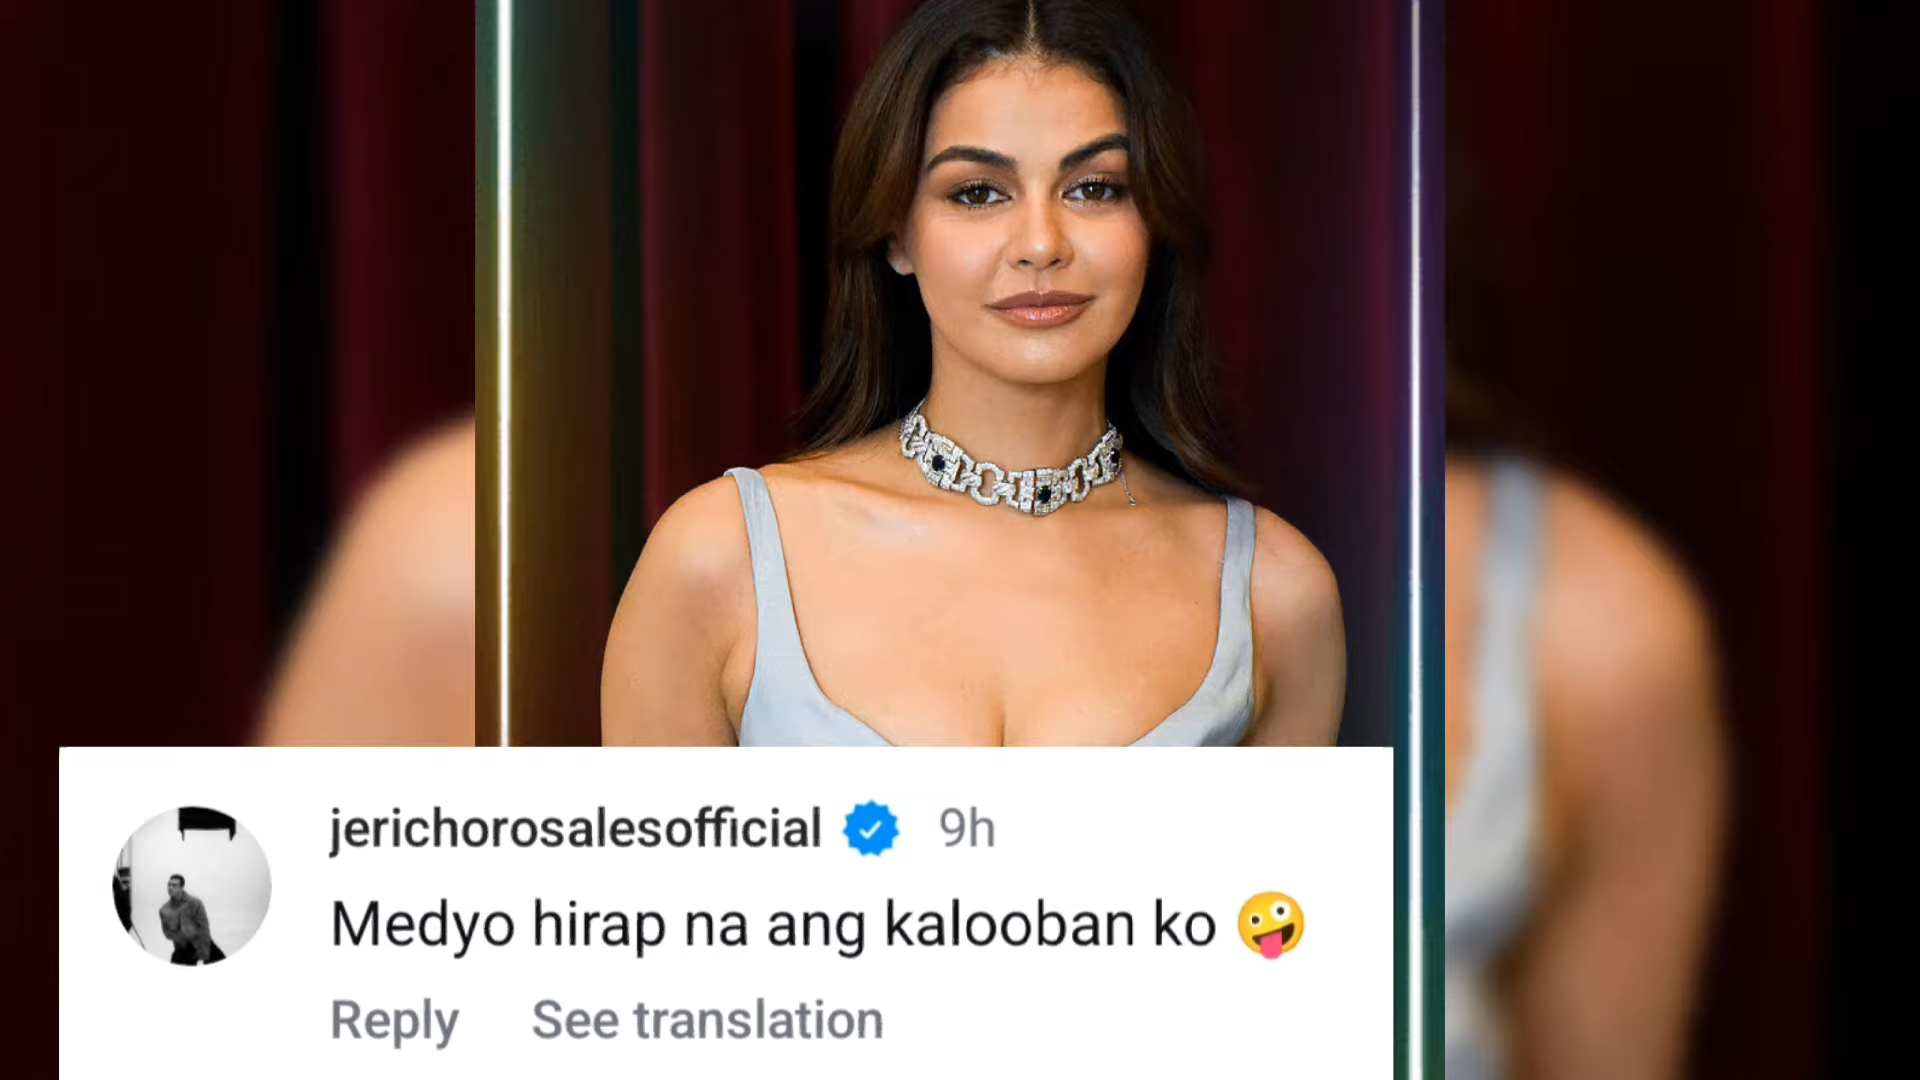 jerichorosalesofficial 9h
Medyo hirap na ang kalooban ko 🤪
Reply See translation